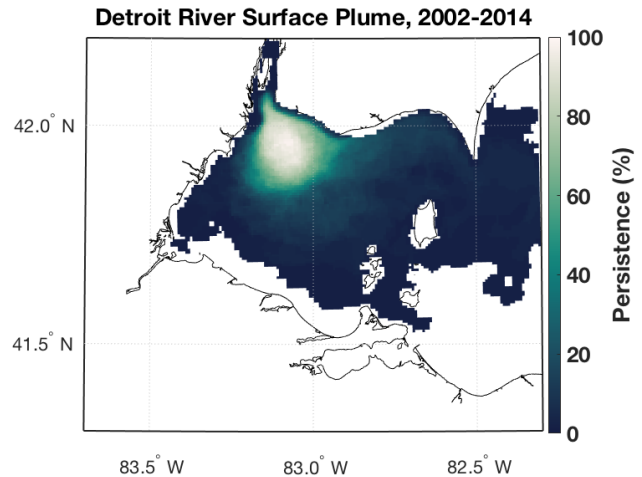 Detroit River Surface Plume, 2002-2014
42.0° N
41.5° N
83.5° W
83.0° W
82.5° W
100
80
60
40
20
0
Persistence (%)